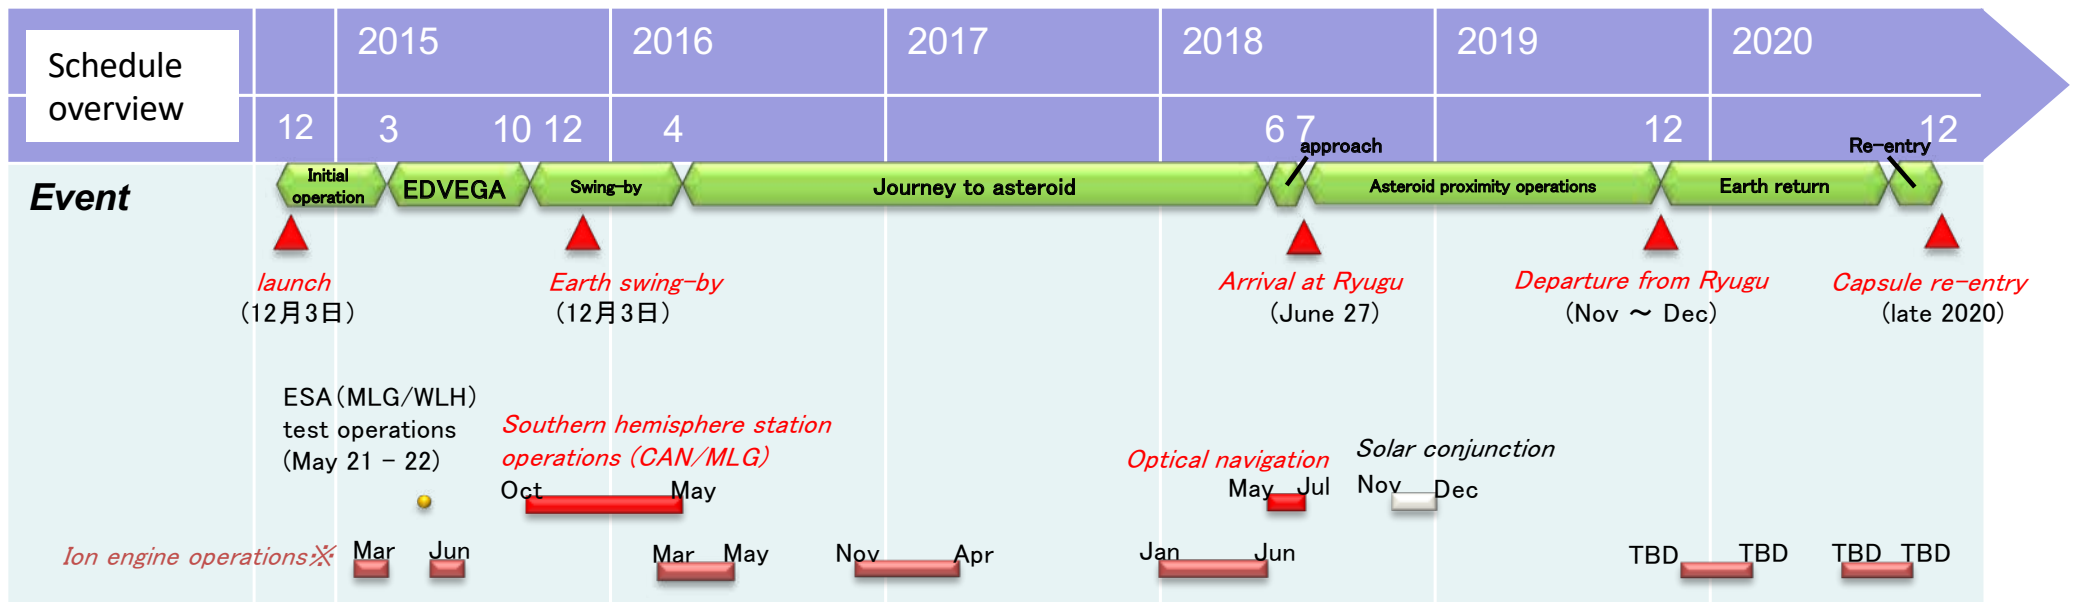 Schedule
overview
2015 2016 2017 2018 2019 2020
12 3 10 12 4 6 7 12 12
approach
Re-entry
Event
Initial
operation
EDVEGA
Swing-by
Journey to asteroid
Asteroid proximity operations
Earth return
launch
(12月3日)
Earth swing-by
(12月3日)
Arrival at Ryugu
(June 27)
Departure from Ryugu
(Nov ～ Dec)
Capsule re-entry
(late 2020)
ESA(MLG/WLH)
test operations
(May 21 - 22)
Southern hemisphere station
operations (CAN/MLG)
Oct May
Optical navigation
May Jul
Solar conjunction
Nov Dec
Ion engine operations※
Mar Jun Mar May Nov Apr Jan Jun TBD TBD TBD TBD